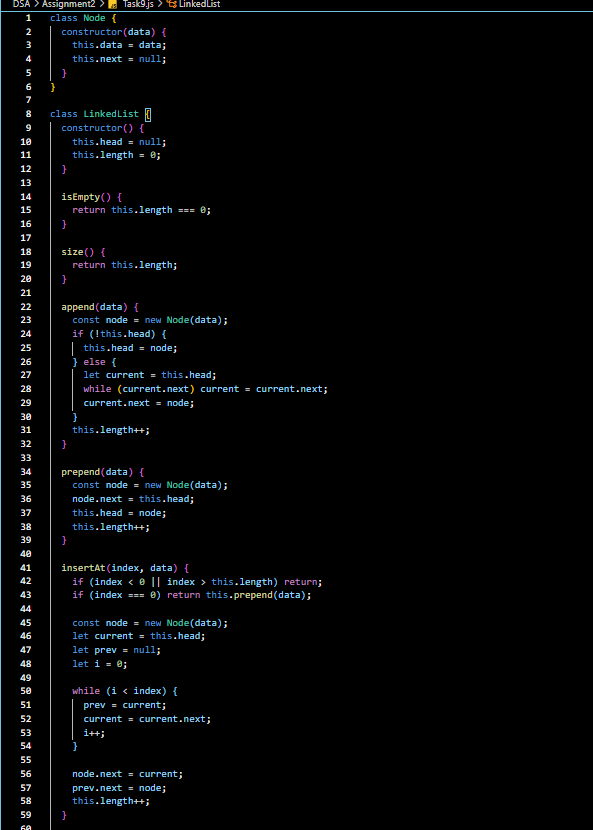 DSA > Assignment2 > Task9.js > LinkedList
1 class Node {
2 constructor(data) {
3 this.data = data;
4 this.next = null;
5 }
6 }
7
8 class LinkedList {
9 constructor() {
10 this.head = null;
11 this.length = 0;
12 }
13
14 isEmpty() {
15 return this.length === 0;
16 }
17
18 size() {
19 return this.length;
20 }
21
22 append(data) {
23 const node = new Node(data);
24 if (!this.head) {
25 this.head = node;
26 } else {
27 let current = this.head;
28 while (current.next) current = current.next;
29 current.next = node;
30 }
31 this.length++;
32 }
33
34 prepend(data) {
35 const node = new Node(data);
36 node.next = this.head;
37 this.head = node;
38 this.length++;
39 }
40
41 insertAt(index, data) {
42 if (index < 0 || index > this.length) return;
43 if (index === 0) return this.prepend(data);
44
45 const node = new Node(data);
46 let current = this.head;
47 let prev = null;
48 let i = 0;
49
50 while (i < index) {
51 prev = current;
52 current = current.next;
53 i++;
54 }
55
56 node.next = current;
57 prev.next = node;
58 this.length++;
59 }
60